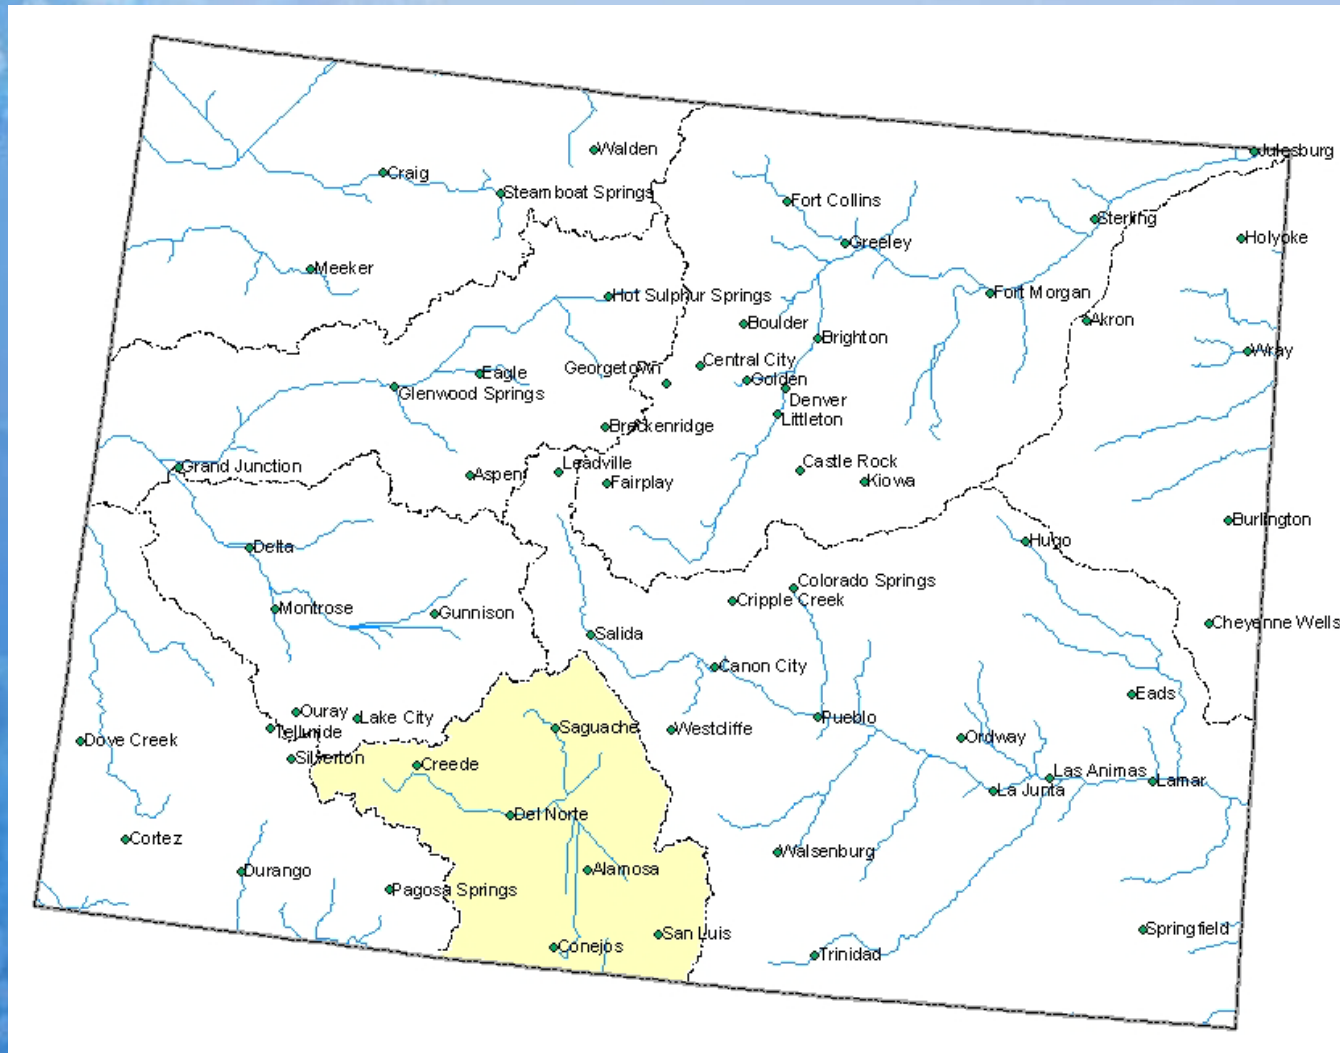 Julesburg
Walden
Craig
Steamboat Springs
Fort Collins
Sterling
Holyoke
Greeley
Meeker
Hot Sulphur Springs
Fort Morgan
Boulder
Akron
Brighton
Wray
Central City
Georgetown
Eagle
Golden
Glenwood Springs
Denver
Littleton
Breckenridge
Castle Rock
Leadville
Grand Junction
Aspen
Fairplay
Kiowa
Burlington
Hugo
Delta
Colorado Springs
Cripple Creek
Montrose
Gunnison
Cheyenne Wells
Salida
Canon City
Eads
Ouray
Lake City
Pueblo
Saguache
Westcliffe
Telluride
Ordway
Dove Creek
Silverton
Creede
Las Animas
Lamar
La Junta
Del Norte
Cortez
Walsenburg
Durango
Alamosa
Pagosa Springs
Springfield
San Luis
Conejos
Trinidad